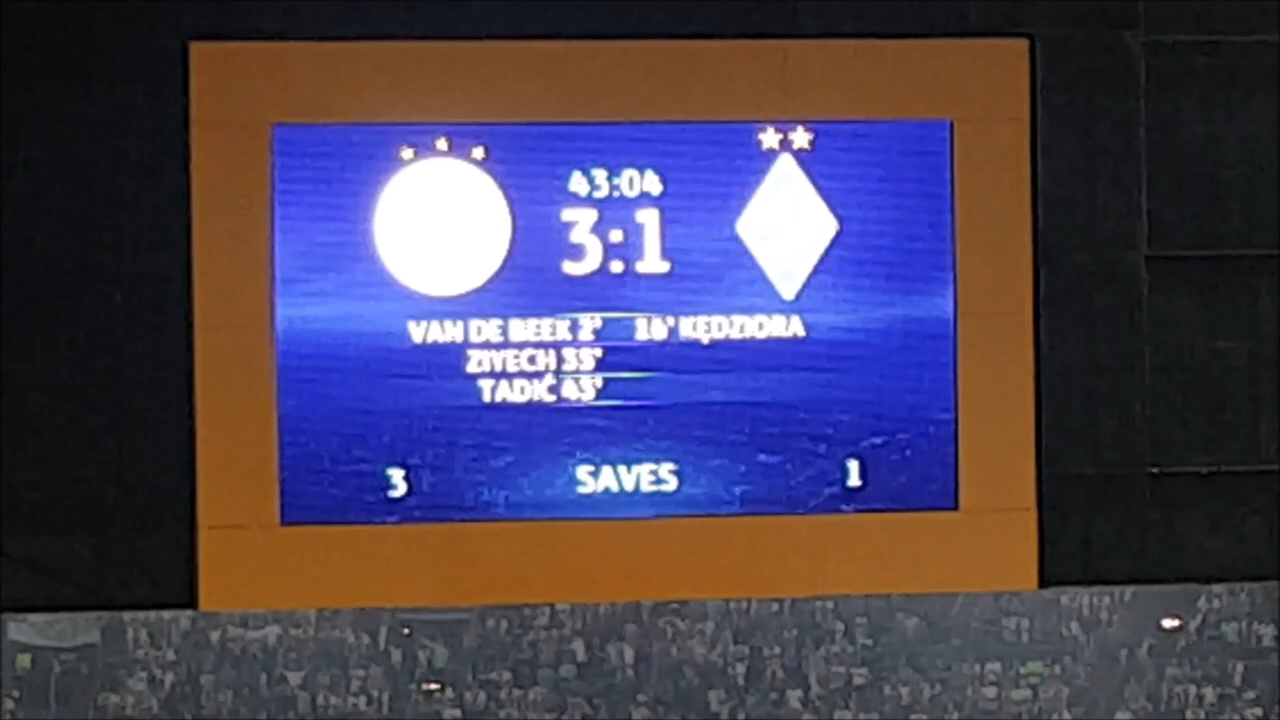 43:04
3:1
VAN DE BEEK 2' 16' KĘDZIORA
ZIYECH 35'
TADIĆ 43'
3 SAVES 1